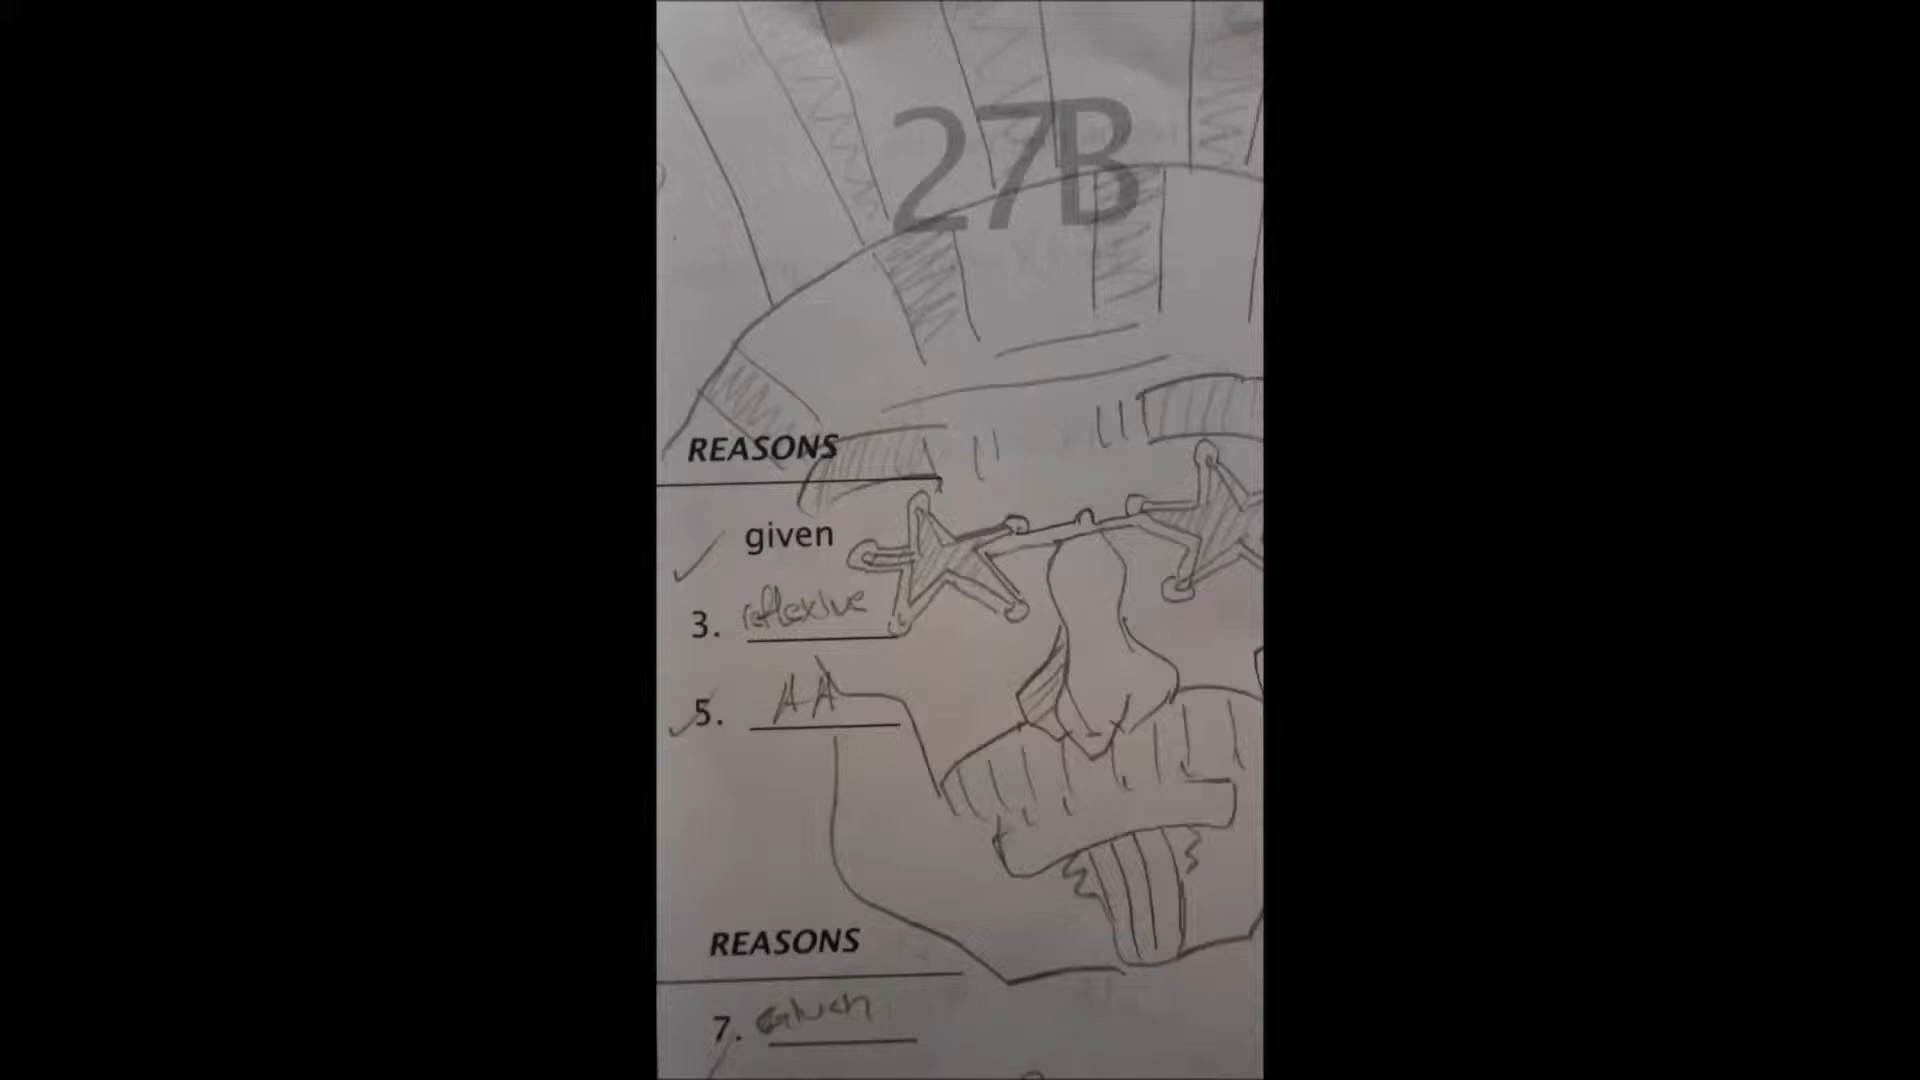 27B
REASONS
given
3. reflexive
5. AA
REASONS
7. Given